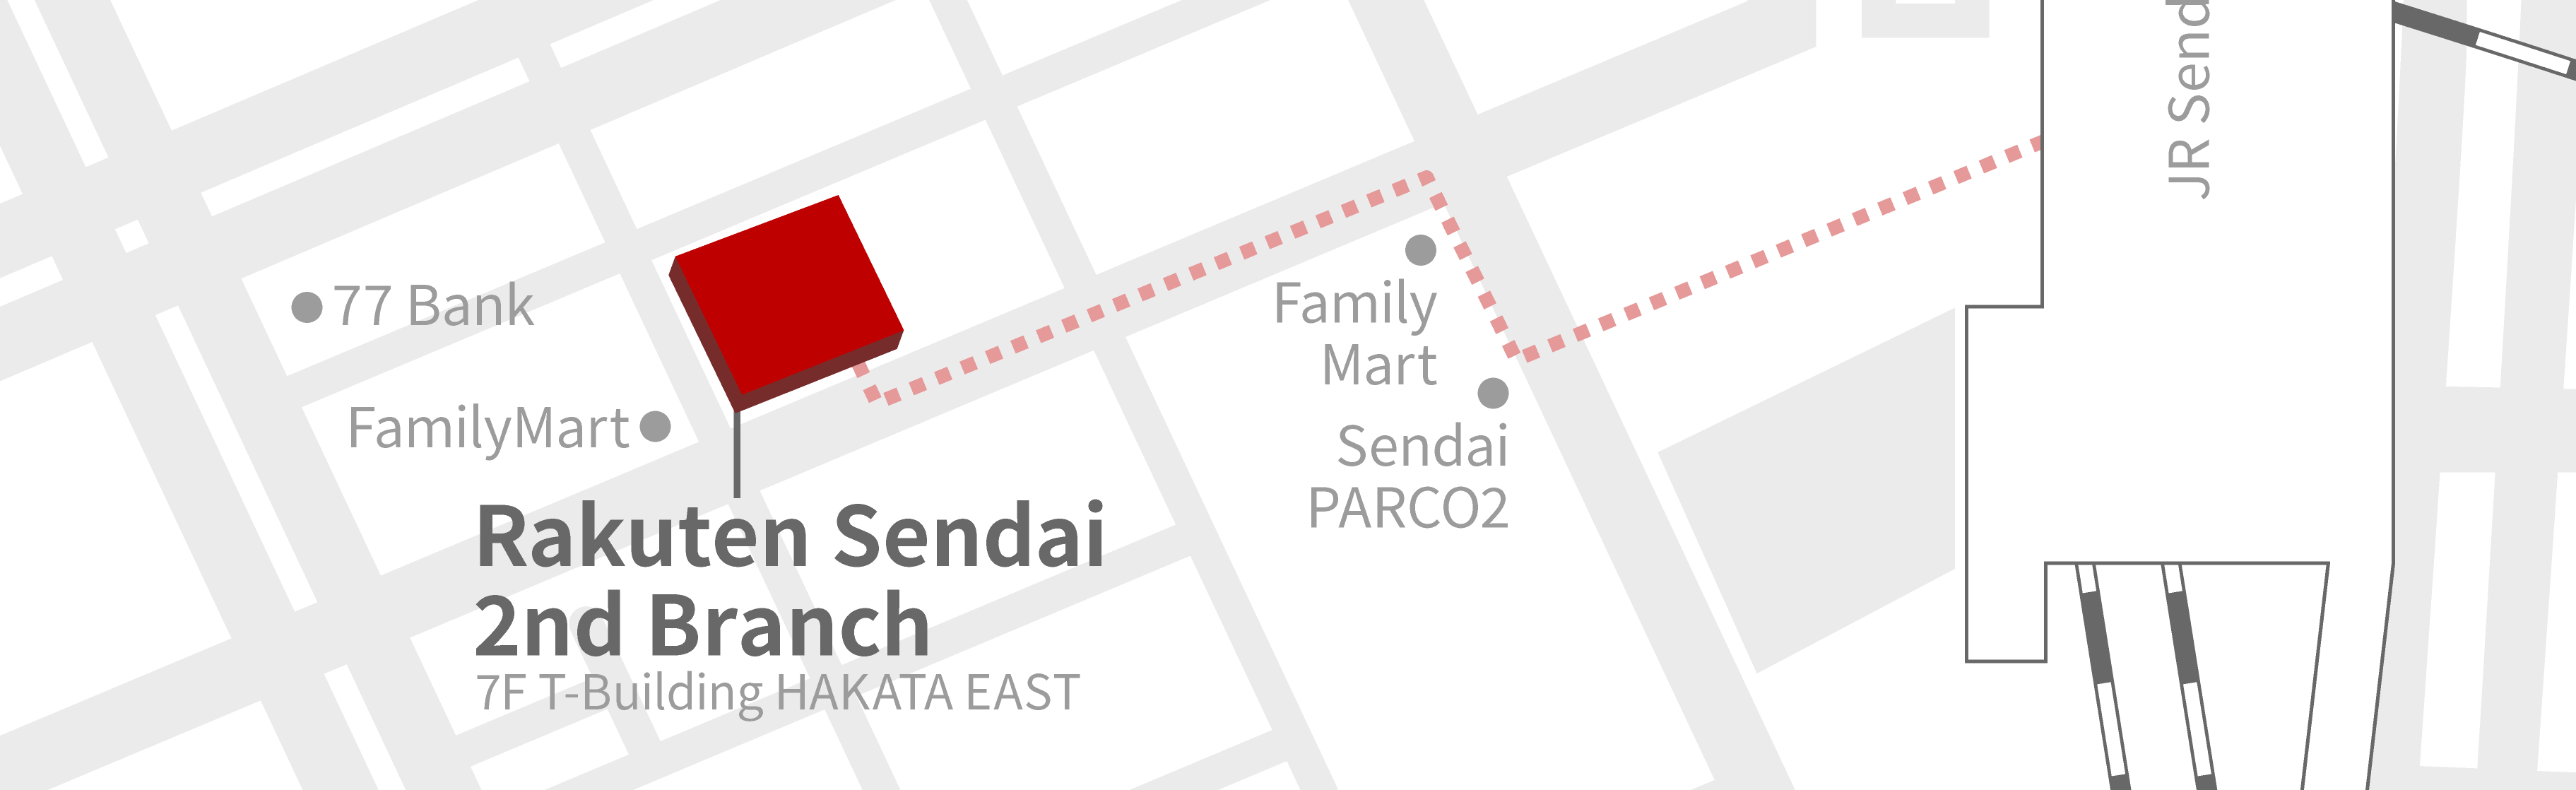 JR Send
77 Bank
Family
Mart
FamilyMart
Sendai
PARCO2
Rakuten Sendai
2nd Branch
7F T-Building HAKATA EAST